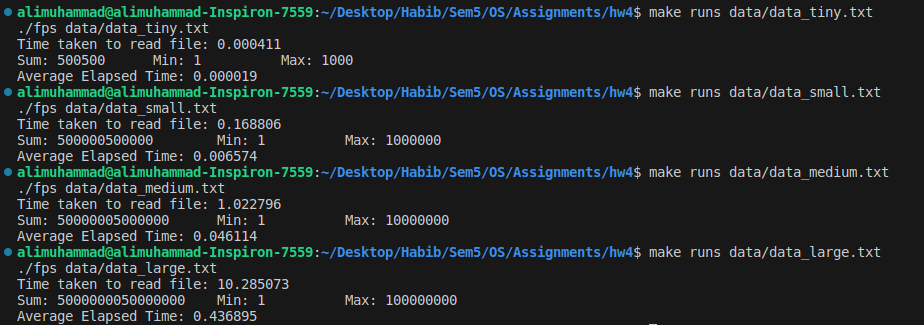 alimuhammad@alimuhammad-Inspiron-7559:~/Desktop/Habib/Sem5/OS/Assignments/hw4$ make runs data/data_tiny.txt
./fps data/data_tiny.txt
Time taken to read file: 0.000411
Sum: 500500      Min: 1          Max: 1000
Average Elapsed Time: 0.000019
alimuhammad@alimuhammad-Inspiron-7559:~/Desktop/Habib/Sem5/OS/Assignments/hw4$ make runs data/data_small.txt
./fps data/data_small.txt
Time taken to read file: 0.168806
Sum: 500000500000        Min: 1          Max: 1000000
Average Elapsed Time: 0.006574
alimuhammad@alimuhammad-Inspiron-7559:~/Desktop/Habib/Sem5/OS/Assignments/hw4$ make runs data/data_medium.txt
./fps data/data_medium.txt
Time taken to read file: 1.022796
Sum: 50000005000000      Min: 1          Max: 10000000
Average Elapsed Time: 0.046114
alimuhammad@alimuhammad-Inspiron-7559:~/Desktop/Habib/Sem5/OS/Assignments/hw4$ make runs data/data_large.txt
./fps data/data_large.txt
Time taken to read file: 10.285073
Sum: 5000000050000000    Min: 1          Max: 100000000
Average Elapsed Time: 0.436895